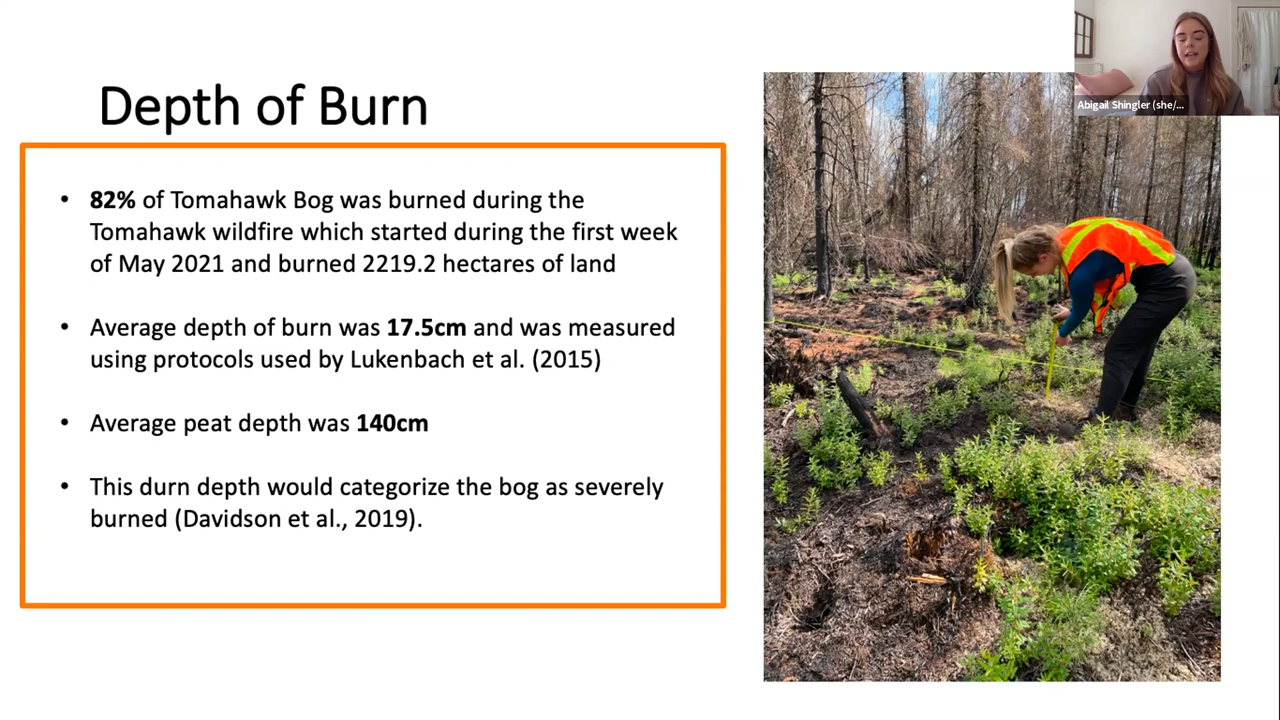 Depth of Burn
• 82% of Tomahawk Bog was burned during the
Tomahawk wildfire which started during the first week
of May 2021 and burned 2219.2 hectares of land
• Average depth of burn was 17.5cm and was measured
using protocols used by Lukenbach et al. (2015)
• Average peat depth was 140cm
• This durn depth would categorize the bog as severely
burned (Davidson et al., 2019).
Abigail Shingler (she/...